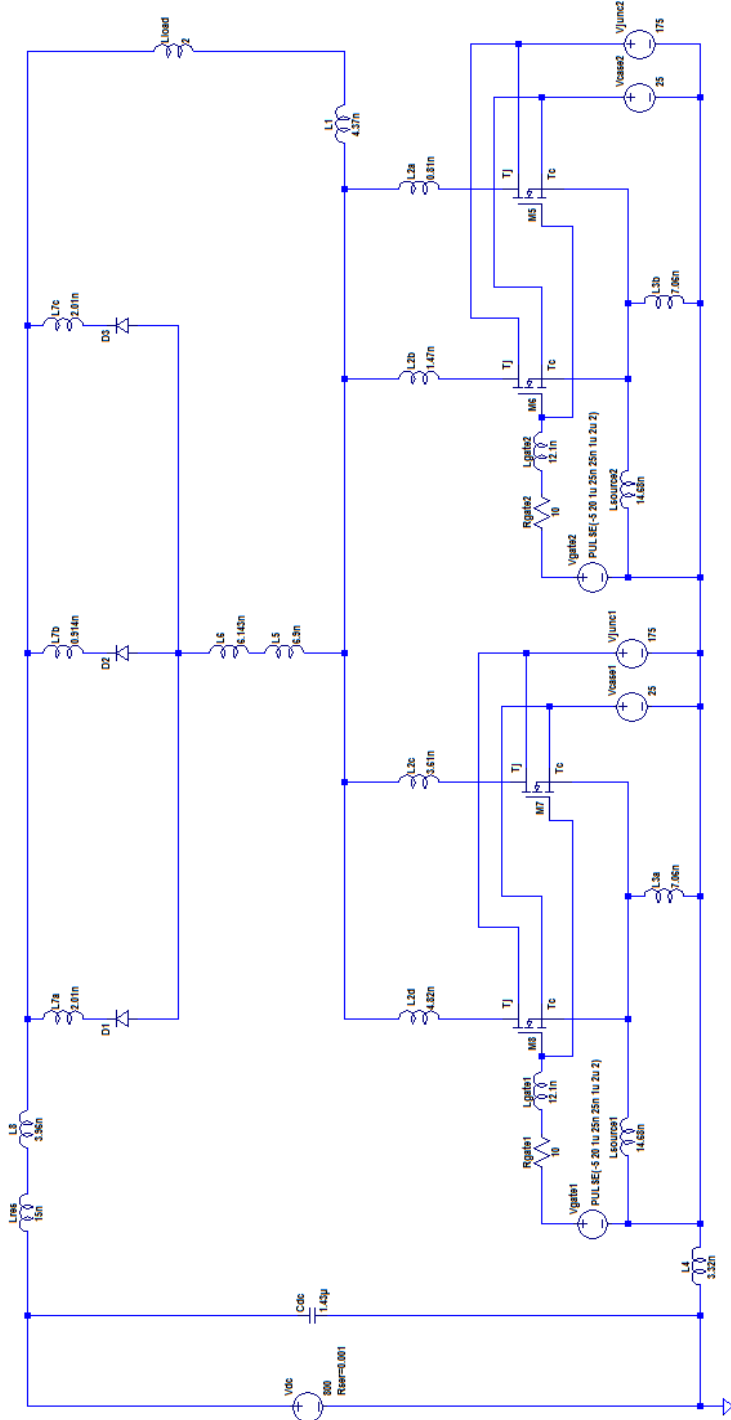 Lload
2
L1
4.37n
L7c
2.01n
D3
L7b
0.914n
D2
L7a
2.01n
D1
L8
3.96n
Lres
15n
L6
6.143n
L5
6.9n
L2a
0.81n
L2b
1.47n
L2c
3.61n
L2d
4.82n
Vjunc2
175
Vcase2
25
Tj
Tc
M5
Tj
Tc
M6
L3b
7.06n
Lgate2
12.1n
Rgate2
10
Lsource2
14.68n
Vgate2
PULSE(-5 20 1u 25n 25n 1u 2u 2)
Vjunc1
175
Vcase1
25
Tj
Tc
M7
Tj
Tc
M8
L3a
7.06n
Lgate1
12.1n
Rgate1
10
Lsource1
14.68n
Vgate1
PULSE(-5 20 1u 25n 25n 1u 2u 2)
L4
3.32n
Cdc
1.43µ
Vdc
800
Rser=0.001